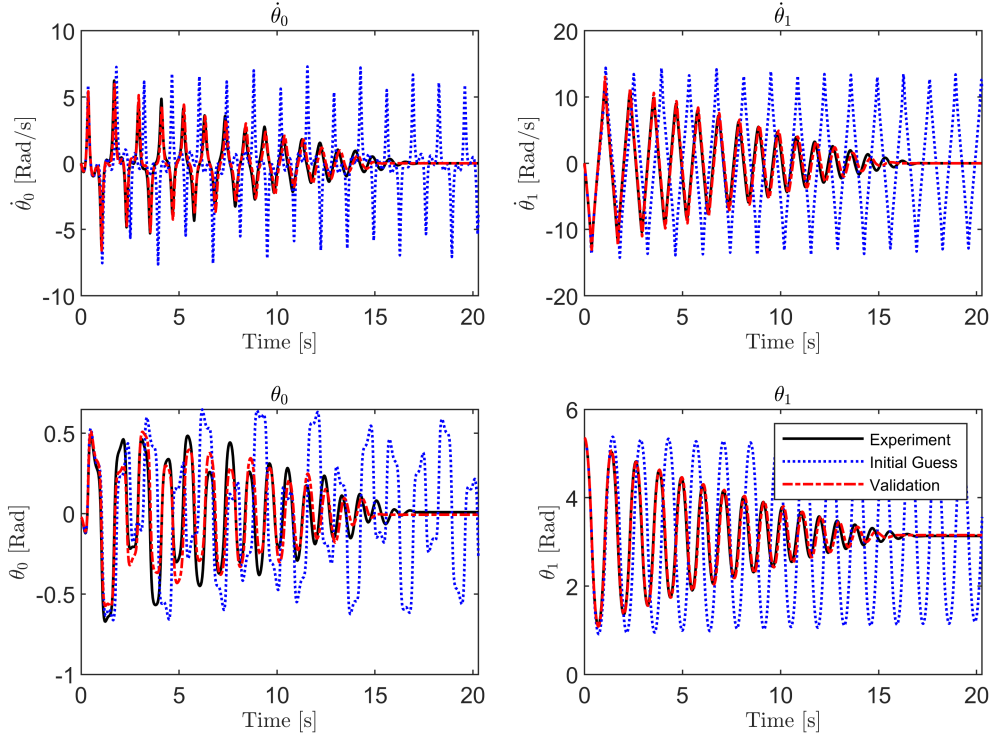 θ̇₀
10
5
0
-5
-10
θ̇₀ [Rad/s]
0 5 10 15 20
Time [s]
θ̇₁
20
10
0
-10
-20
θ̇₁ [Rad/s]
0 5 10 15 20
Time [s]
θ₀
0.5
0
-0.5
-1
θ₀ [Rad]
0 5 10 15 20
Time [s]
θ₁
6
4
2
0
θ₁ [Rad]
Experiment
Initial Guess
Validation
0 5 10 15 20
Time [s]